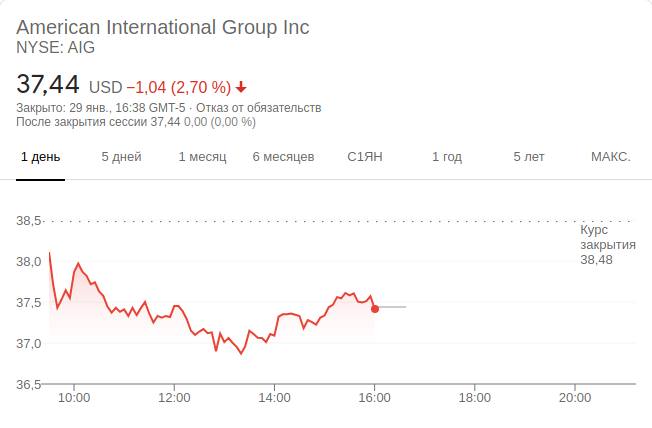 American International Group Inc
NYSE: AIG
37,44 USD −1,04 (2,70 %)
Закрыто: 29 янв., 16:38 GMT-5 · Отказ от обязательств
После закрытия сессии 37,44 0,00 (0,00 %)
1 день 5 дней 1 месяц 6 месяцев С1ЯН 1 год 5 лет МАКС.
38,5
Курс
закрытия
38,48
38,0
37,5
37,0
36,5
10:00 12:00 14:00 16:00 18:00 20:00